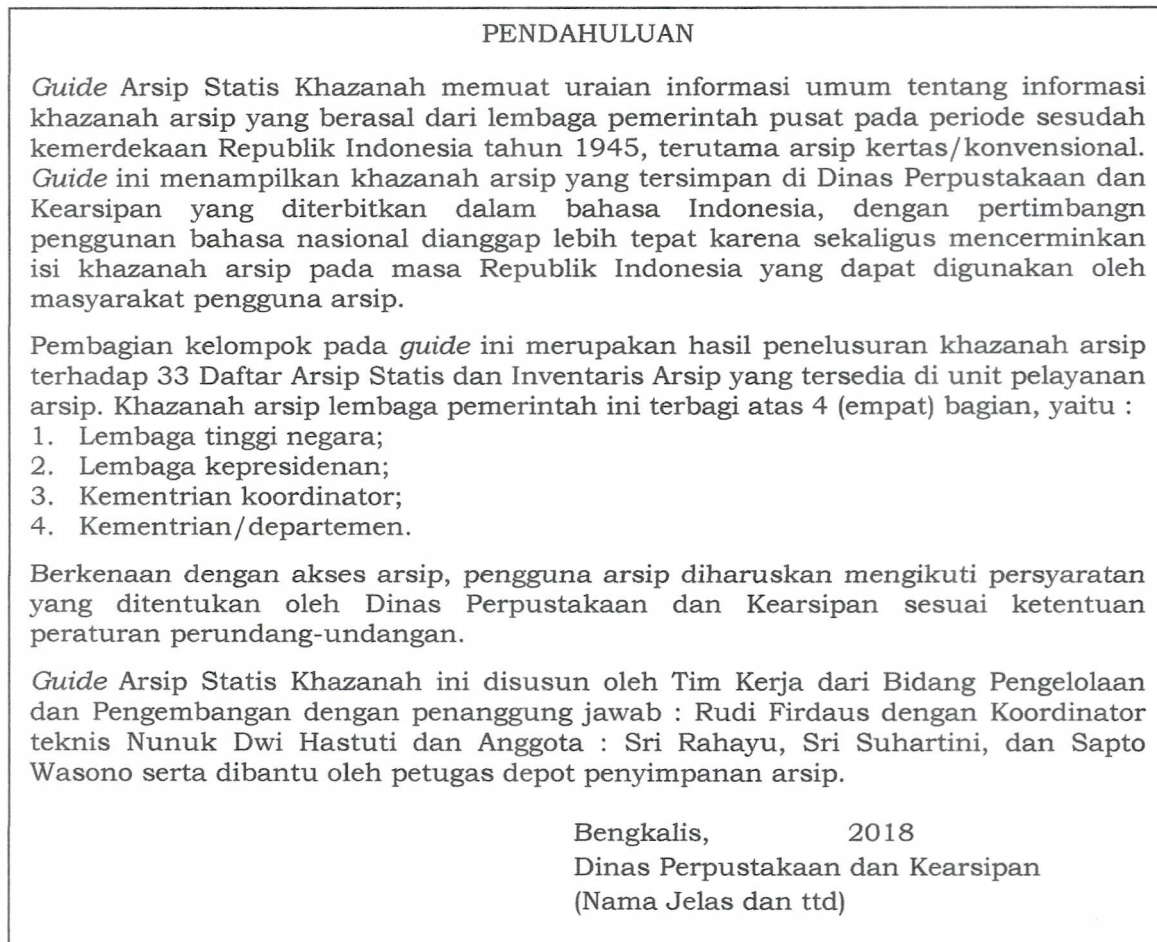 PENDAHULUAN
Guide Arsip Statis Khazanah memuat uraian informasi umum tentang informasi
khazanah arsip yang berasal dari lembaga pemerintah pusat pada periode sesudah
kemerdekaan Republik Indonesia tahun 1945, terutama arsip kertas/konvensional.
Guide ini menampilkan khazanah arsip yang tersimpan di Dinas Perpustakaan dan
Kearsipan yang diterbitkan dalam bahasa Indonesia, dengan pertimbangn
penggunan bahasa nasional dianggap lebih tepat karena sekaligus mencerminkan
isi khazanah arsip pada masa Republik Indonesia yang dapat digunakan oleh
masyarakat pengguna arsip.
Pembagian kelompok pada guide ini merupakan hasil penelusuran khazanah arsip
terhadap 33 Daftar Arsip Statis dan Inventaris Arsip yang tersedia di unit pelayanan
arsip. Khazanah arsip lembaga pemerintah ini terbagi atas 4 (empat) bagian, yaitu :
1. Lembaga tinggi negara;
2. Lembaga kepresidenan;
3. Kementrian koordinator;
4. Kementrian/departemen.
Berkenaan dengan akses arsip, pengguna arsip diharuskan mengikuti persyaratan
yang ditentukan oleh Dinas Perpustakaan dan Kearsipan sesuai ketentuan
peraturan perundang-undangan.
Guide Arsip Statis Khazanah ini disusun oleh Tim Kerja dari Bidang Pengelolaan
dan Pengembangan dengan penanggung jawab : Rudi Firdaus dengan Koordinator
teknis Nunuk Dwi Hastuti dan Anggota : Sri Rahayu, Sri Suhartini, dan Sapto
Wasono serta dibantu oleh petugas depot penyimpanan arsip.
Bengkalis, 2018
Dinas Perpustakaan dan Kearsipan
(Nama Jelas dan ttd)